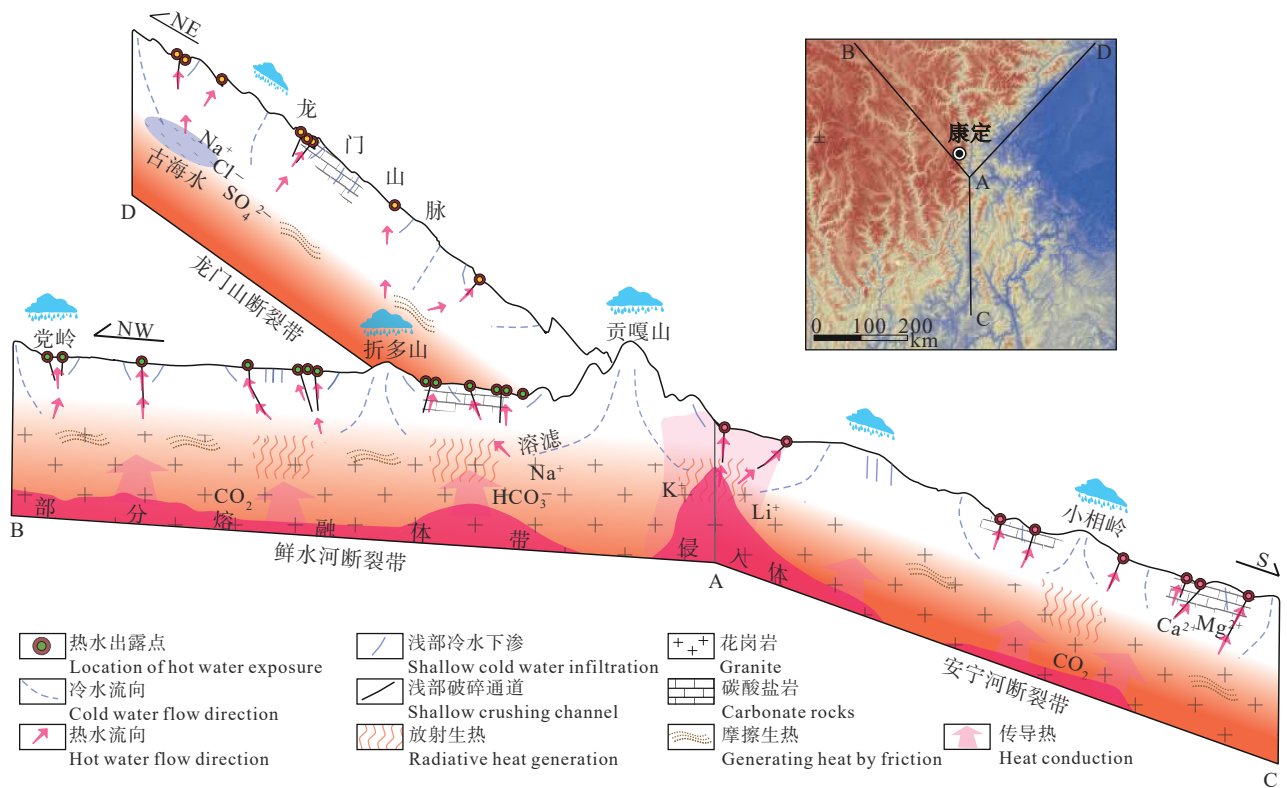 NE
龙
门
山
脉
Na⁺
Cl⁻
SO₄²⁻
古海水
D
龙门山断裂带
B
D
康定
A
C
0 100 200
km
党岭
NW
折多山
贡嘎山
溶滤
Na⁺
HCO₃⁻
CO₂
K⁺
Li⁺
部分熔融体带
侵入体
B
鲜水河断裂带
A
小相岭
S
Ca²⁺
Mg²⁺
CO₂
安宁河断裂带
C
热水出露点
Location of hot water exposure
冷水流向
Cold water flow direction
热水流向
Hot water flow direction
浅部冷水下渗
Shallow cold water infiltration
浅部破碎通道
Shallow crushing channel
放射生热
Radiative heat generation
花岗岩
Granite
碳酸盐岩
Carbonate rocks
摩擦生热
Generating heat by friction
传导热
Heat conduction